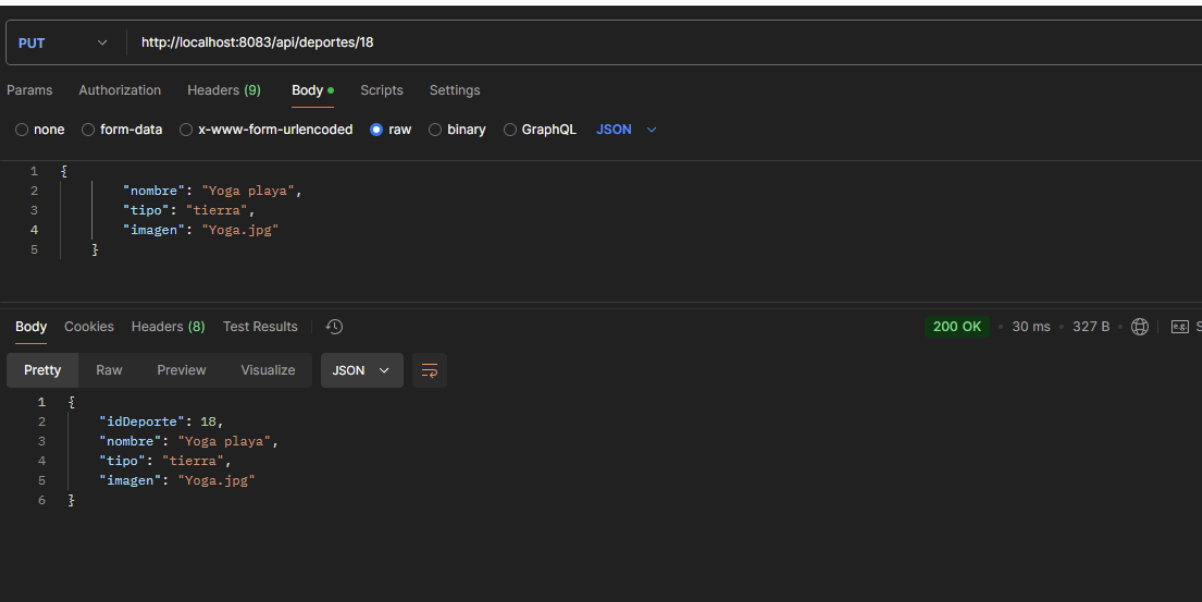 PUT http://localhost:8083/api/deportes/18
Params Authorization Headers (9) Body Scripts Settings
none form-data x-www-form-urlencoded raw binary GraphQL JSON
1 {
2 "nombre": "Yoga playa",
3 "tipo": "tierra",
4 "imagen": "Yoga.jpg"
5 }
Body Cookies Headers (8) Test Results 200 OK • 30 ms • 327 B • e.g. S
Pretty Raw Preview Visualize JSON
1 {
2 "idDeporte": 18,
3 "nombre": "Yoga playa",
4 "tipo": "tierra",
5 "imagen": "Yoga.jpg"
6 }